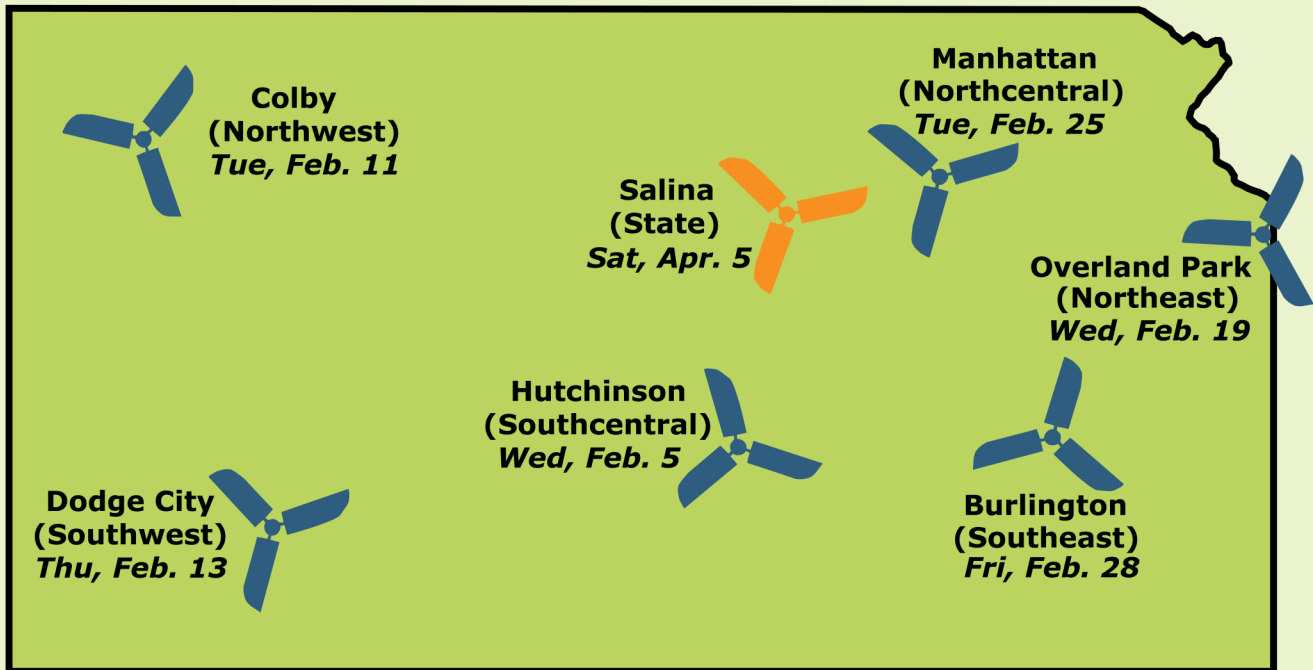 Colby
(Northwest)
Tue, Feb. 11
Manhattan
(Northcentral)
Tue, Feb. 25
Salina
(State)
Sat, Apr. 5
Overland Park
(Northeast)
Wed, Feb. 19
Hutchinson
(Southcentral)
Wed, Feb. 5
Dodge City
(Southwest)
Thu, Feb. 13
Burlington
(Southeast)
Fri, Feb. 28